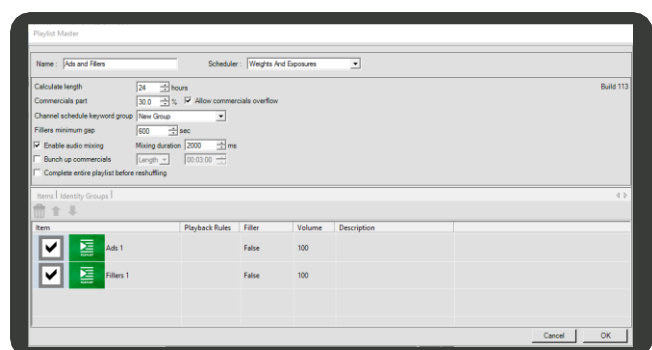 Playlist Master
Name : Ads and Fillers Scheduler : Weights And Exposures
Calculate length 24 hours Build 113
Commercials part 30.0 % Allow commercials overflow
Channel schedule keyword group New Group
Fillers minimum gap 600 sec
Enable audio mixing Mixing duration 2000 ms
Bunch up commercials Length 00:03:00
Complete entire playlist before reshuffling
Items Identity Groups
Item Playback Rules Filler Volume Description
Ads 1 False 100
Fillers 1 False 100
Cancel OK